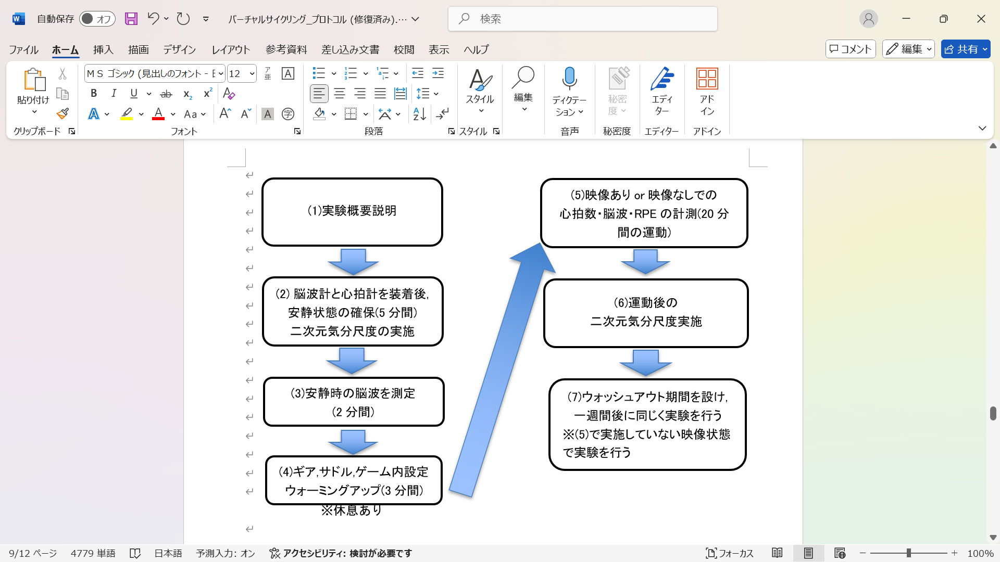 自動保存 オフ
バーチャルサイクリング_プロトコル (修復済み).…
検索
ファイル ホーム 挿入 描画 デザイン レイアウト 参考資料 差し込み文書 校閲 表示 ヘルプ
コメント 編集 共有
貼り付け
クリップボード
ＭＳ ゴシック (見出しのフォント - E
12
ア
亜
A
B I U ab x₂ x² A
A A A Aa A A A 字
フォント
段落
スタイル
スタイル
編集
ディクテー
ション
音声
秘密
度
秘密度
エディ
ター
エディター
アド
イン
アドイン
(1)実験概要説明
(2) 脳波計と心拍計を装着後,
安静状態の確保(5 分間)
二次元気分尺度の実施
(3)安静時の脳波を測定
(2 分間)
(4)ギア,サドル,ゲーム内設定
ウォーミングアップ(3 分間)
※休息あり
(5)映像あり or 映像なしでの
心拍数・脳波・RPE の計測(20 分
間の運動)
(6)運動後の
二次元気分尺度実施
(7)ウォッシュアウト期間を設け,
一週間後に同じく実験を行う
※(5)で実施していない映像状態
で実験を行う
9/12 ページ 4779 単語 日本語 予測入力: オン アクセシビリティ: 検討が必要です フォーカス 100%